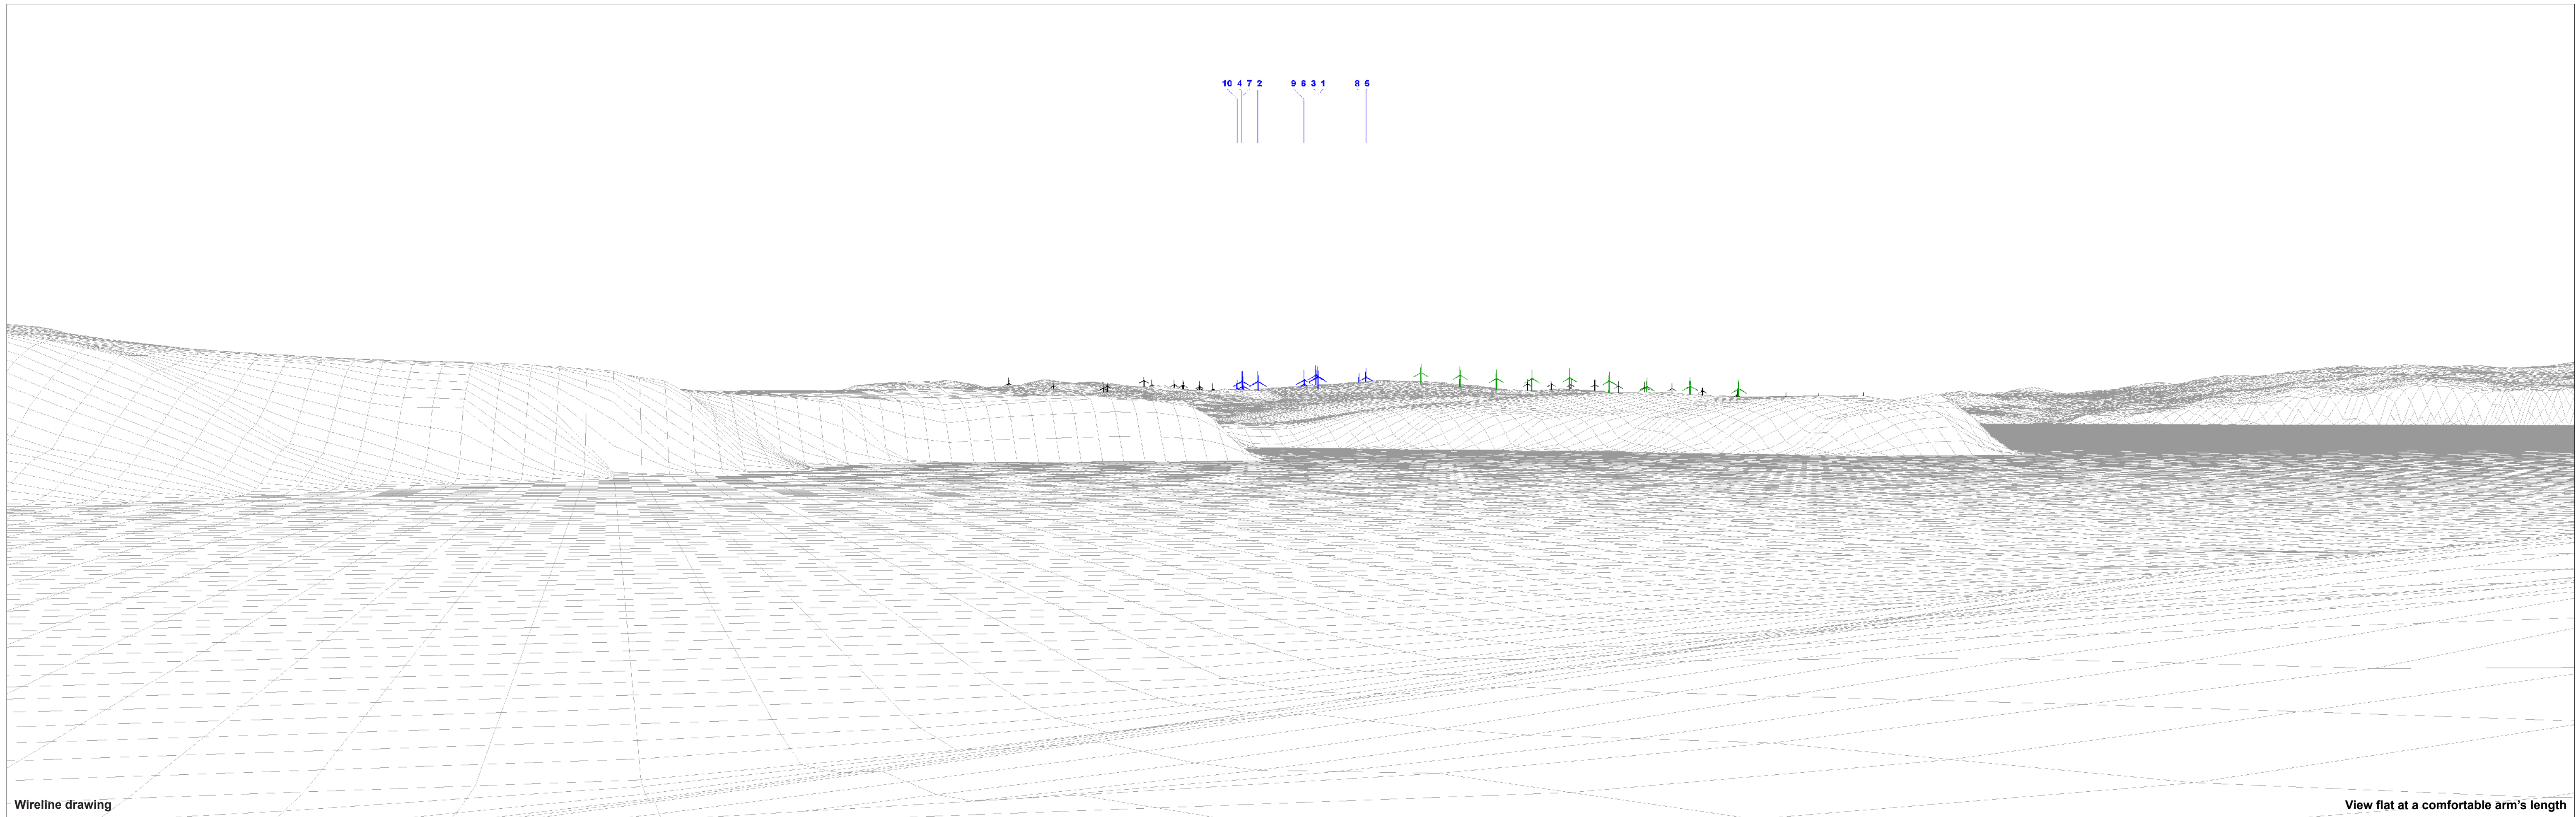 10 4 7 2 9 6 3 1 8 5
Wireline drawing
View flat at a comfortable arm's length